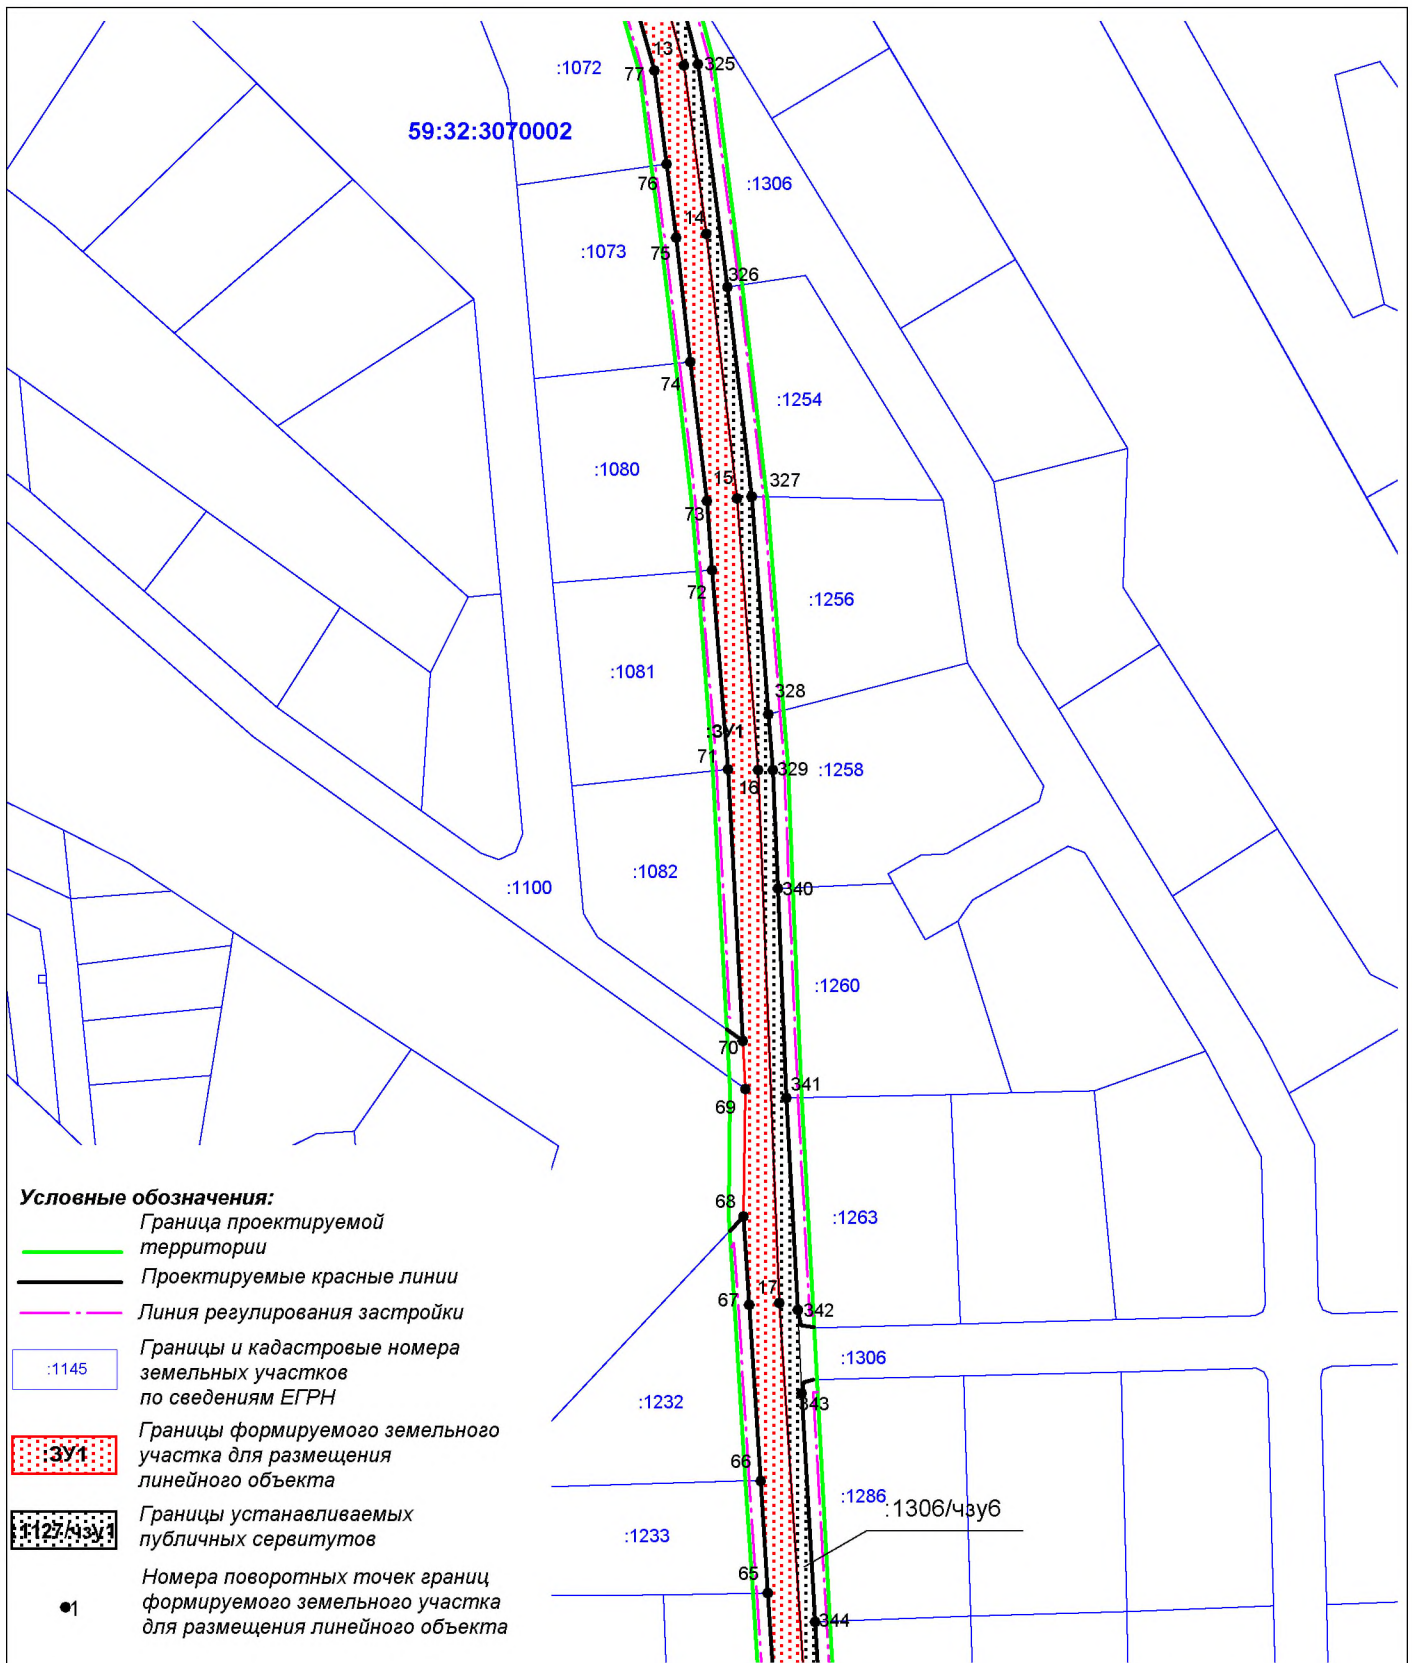 13
:1072
77
325
59:32:3070002
76
:1306
14
:1073
75
326
74
:1254
:1080
15
327
73
72
:1256
:1081
328
:ЗУ1
71
16
329
:1258
:1082
:1100
340
:1260
70
69
341
68
:1263
17
67
342
:1306
343
:1232
66
:1286
:1306/чзу6
:1233
65
344
Условные обозначения:
Граница проектируемой
территории
Проектируемые красные линии
Линия регулирования застройки
:1145
Границы и кадастровые номера
земельных участков
по сведениям ЕГРН
:ЗУ1
Границы формируемого земельного
участка для размещения
линейного объекта
:1127/чзу1
Границы устанавливаемых
публичных сервитутов
1
Номера поворотных точек границ
формируемого земельного участка
для размещения линейного объекта